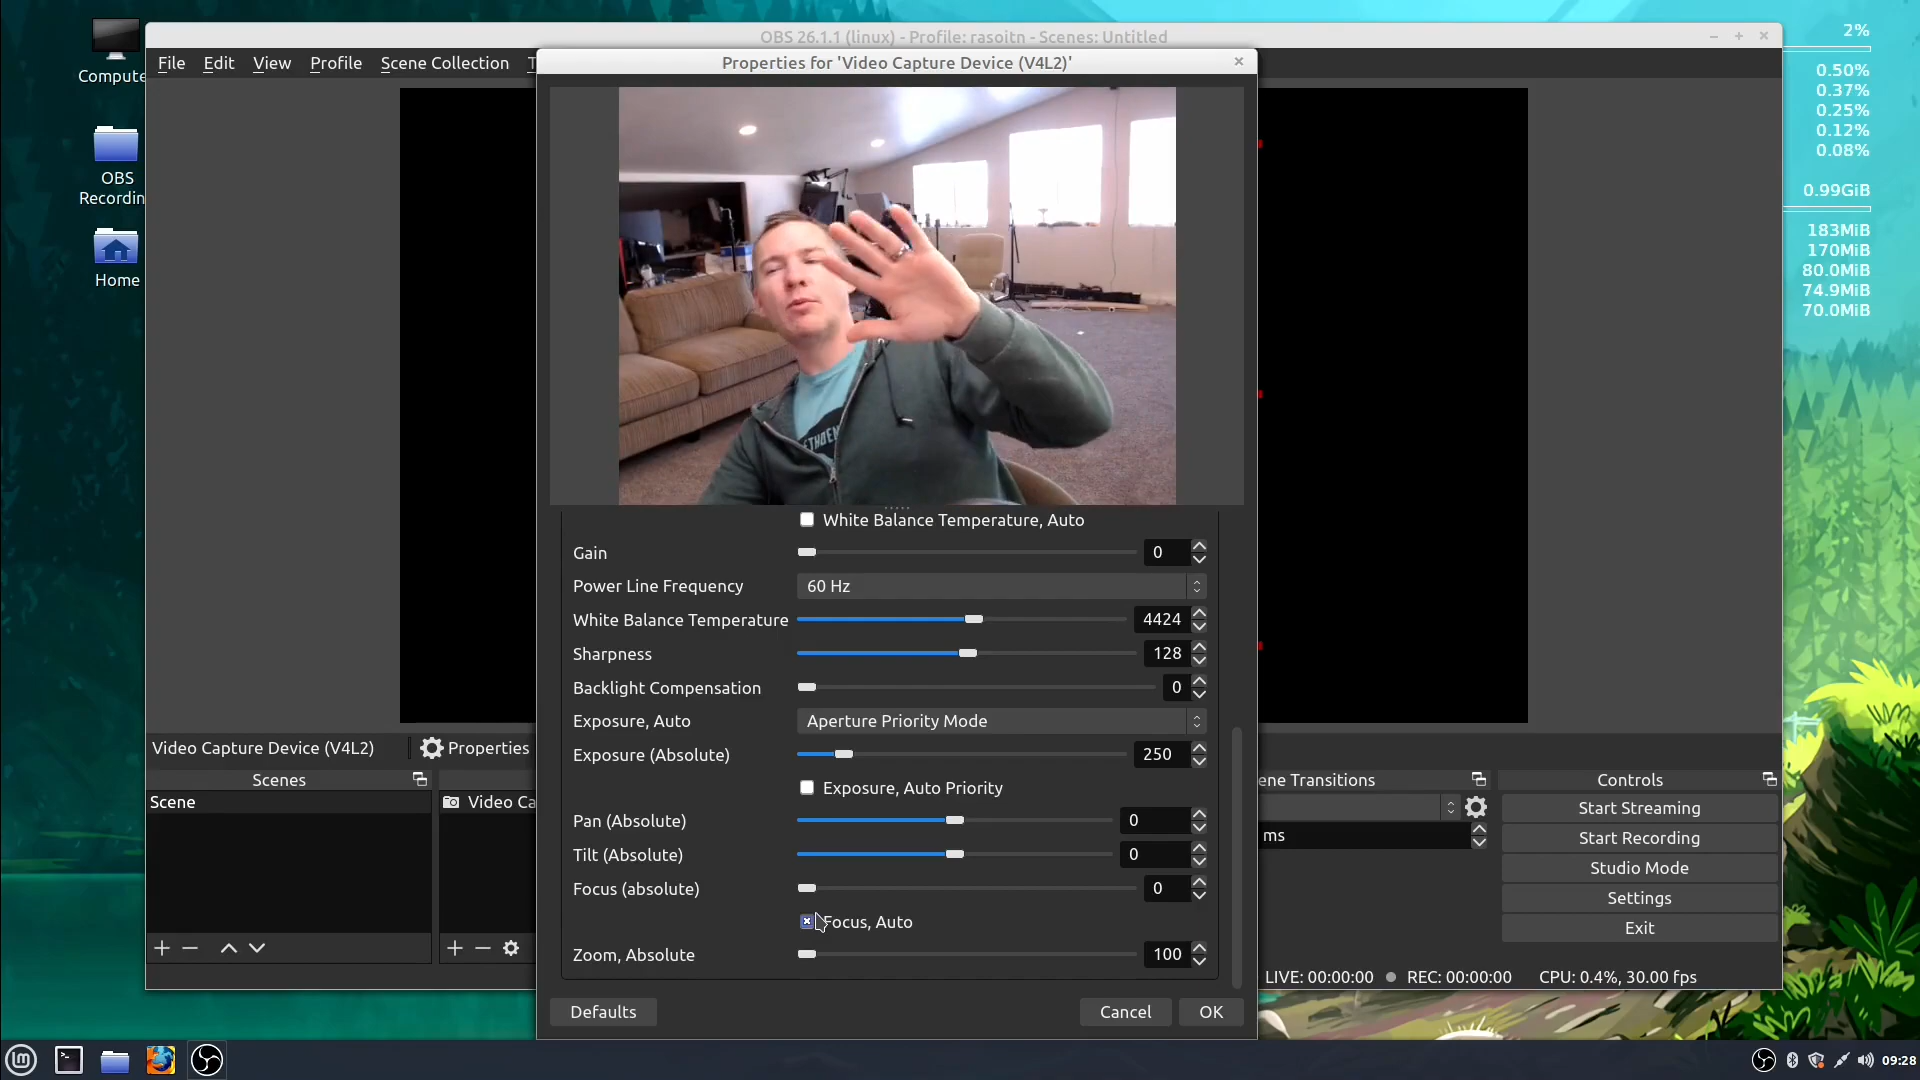 Compute
OBS
Recordin
Home
OBS 26.1.1 (linux) - Profile: rasoitn - Scenes: Untitled
File Edit View Profile Scene Collection T
Properties for 'Video Capture Device (V4L2)'
White Balance Temperature, Auto
Gain 0
Power Line Frequency 60 Hz
White Balance Temperature 4424
Sharpness 128
Backlight Compensation 0
Exposure, Auto Aperture Priority Mode
Exposure (Absolute) 250
Exposure, Auto Priority
Pan (Absolute) 0
Tilt (Absolute) 0
Focus (absolute) 0
Focus, Auto
Zoom, Absolute 100
Defaults Cancel OK
Video Capture Device (V4L2) Properties
Scenes
Scene
Video Ca
ene Transitions
ms
Controls
Start Streaming
Start Recording
Studio Mode
Settings
Exit
LIVE: 00:00:00 REC: 00:00:00 CPU: 0.4%, 30.00 fps
2%
0.50%
0.37%
0.25%
0.12%
0.08%
0.99GiB
183MiB
170MiB
80.0MiB
74.9MiB
70.0MiB
09:28